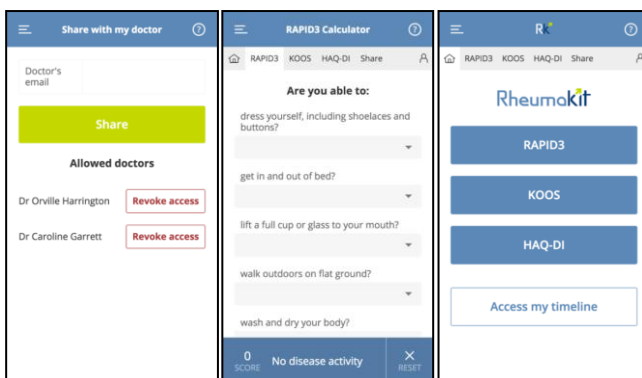 Share with my doctor
?
Doctor's
email
Share
Allowed doctors
Dr Orville Harrington Revoke access
Dr Caroline Garrett Revoke access
RAPID3 Calculator
?
RAPID3 KOOS HAQ-DI Share
Are you able to:
dress yourself, including shoelaces and
buttons?
get in and out of bed?
lift a full cup or glass to your mouth?
walk outdoors on flat ground?
wash and dry your body?
0
SCORE
No disease activity
RESET
RK
?
RAPID3 KOOS HAQ-DI Share
Rheumakit
RAPID3
KOOS
HAQ-DI
Access my timeline